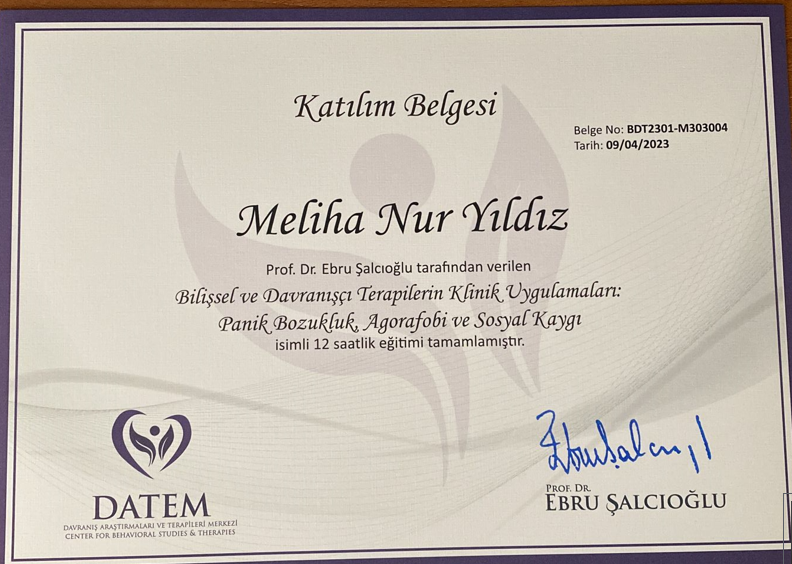 Katılım Belgesi
Belge No: BDT2301-M303004
Tarih: 09/04/2023
Meliha Nur Yıldız
Prof. Dr. Ebru Şalcıoğlu tarafından verilen
Bilişsel ve Davranışçı Terapilerin Klinik Uygulamaları:
Panik Bozukluk, Agorafobi ve Sosyal Kaygı
isimli 12 saatlik eğitimi tamamlamıştır.
DATEM
DAVRANIŞ ARAŞTIRMALARI VE TERAPİLERİ MERKEZİ
CENTER FOR BEHAVIORAL STUDIES & THERAPIES
EbruŞalcıoğlu
PROF. DR.
EBRU ŞALCIOĞLU